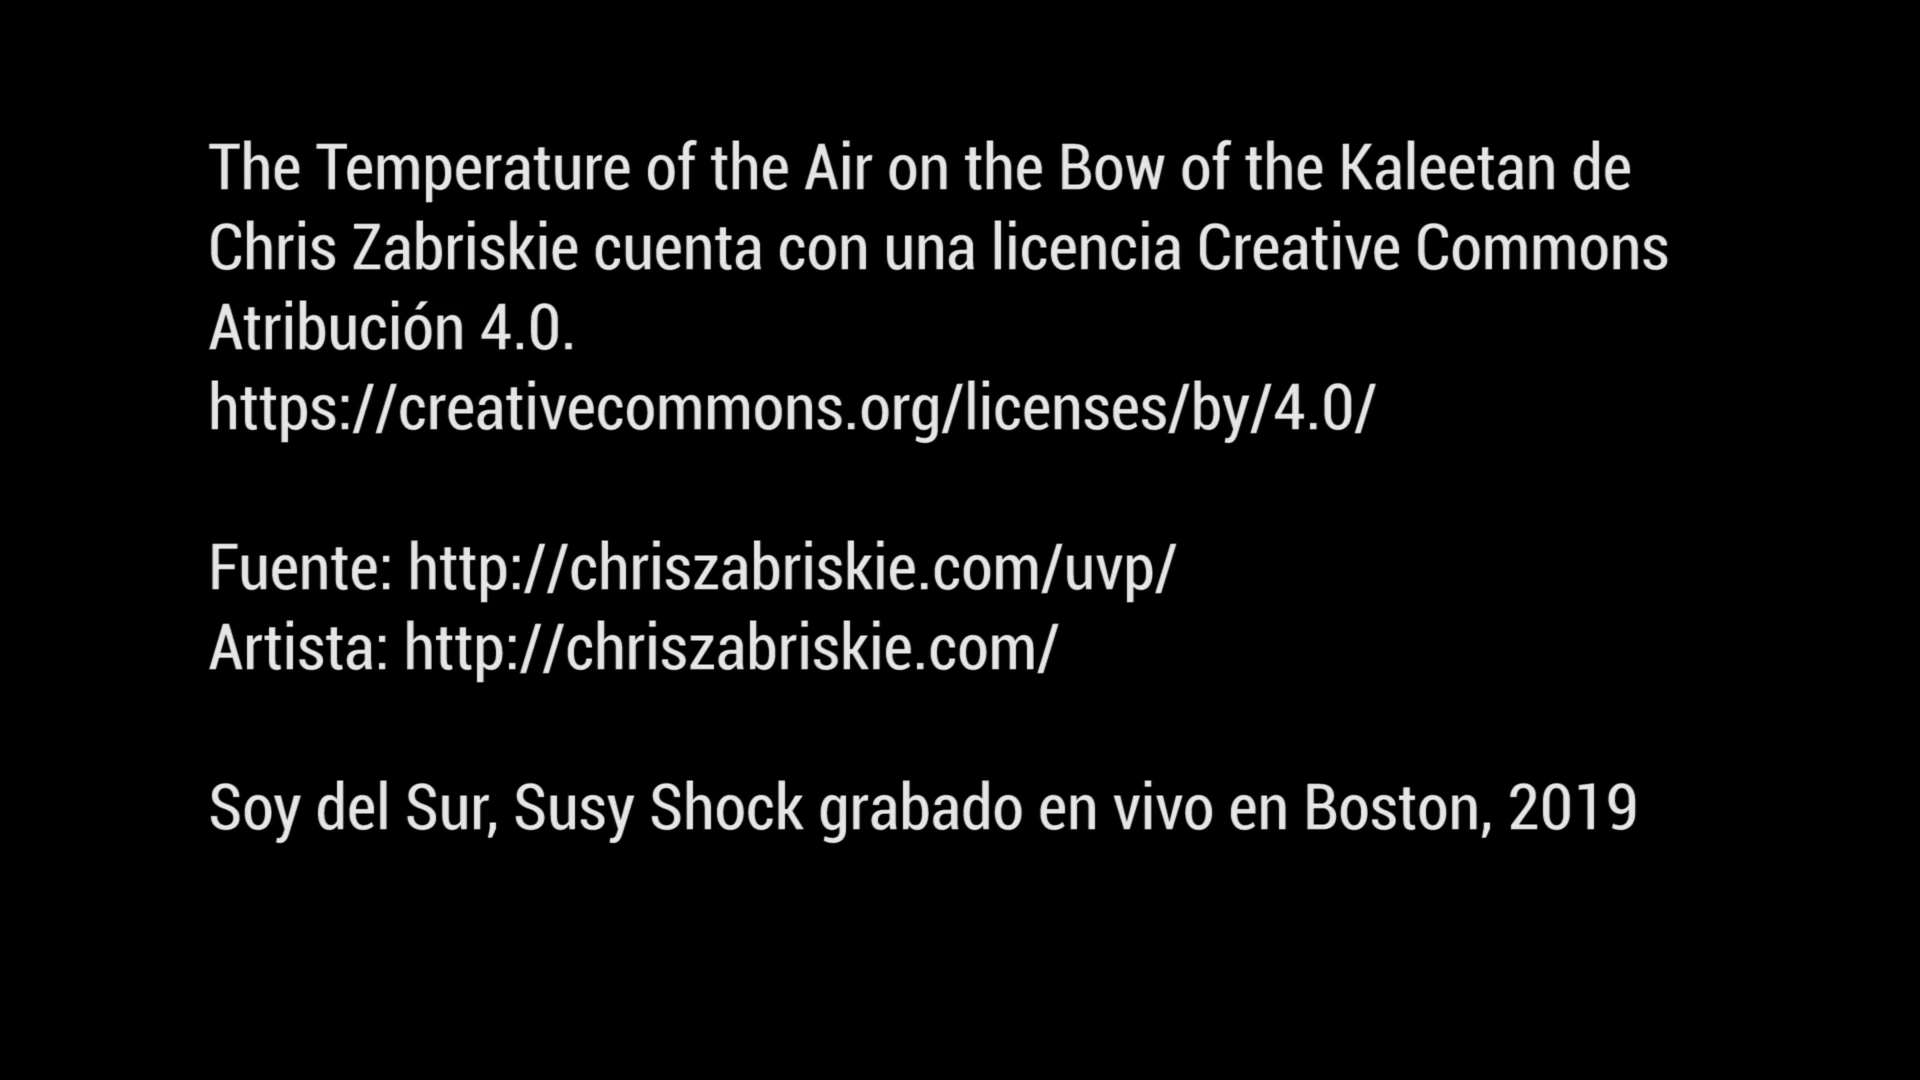 The Temperature of the Air on the Bow of the Kaleetan de
Chris Zabriskie cuenta con una licencia Creative Commons
Atribución 4.0.
https://creativecommons.org/licenses/by/4.0/
Fuente: http://chriszabriskie.com/uvp/
Artista: http://chriszabriskie.com/
Soy del Sur, Susy Shock grabado en vivo en Boston, 2019